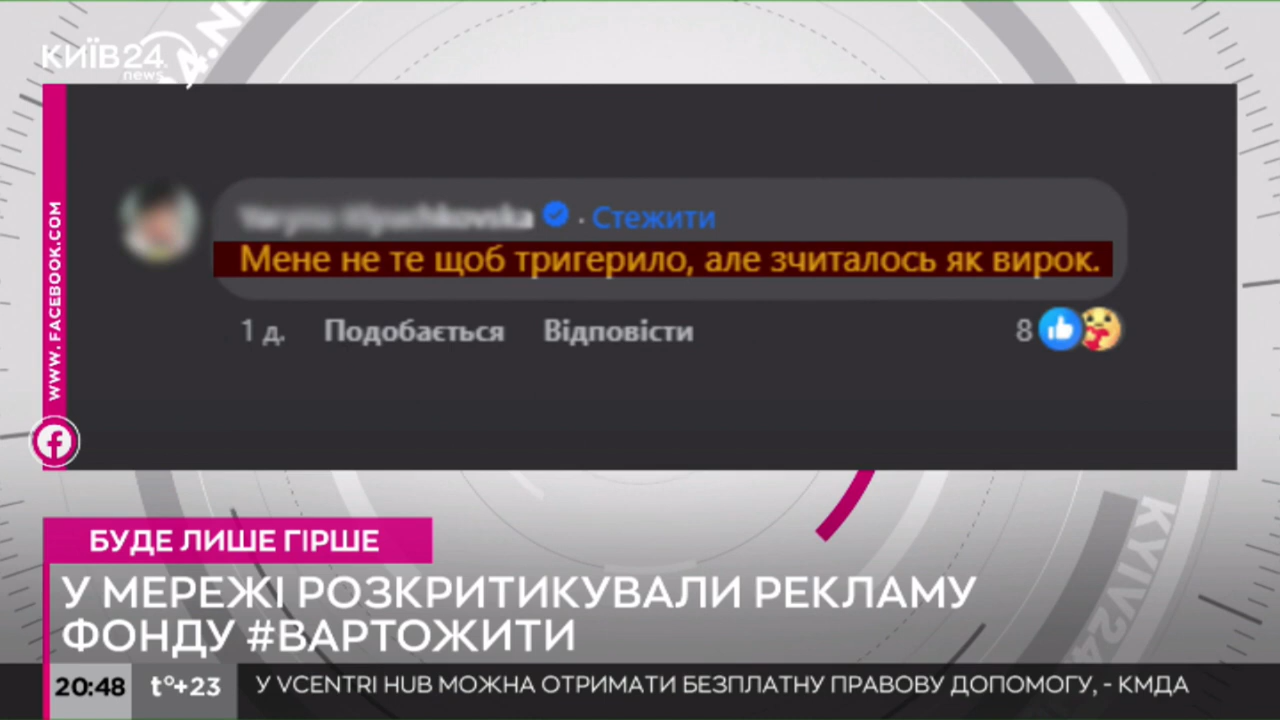 КИЇВ24.
news
Стежити
Мене не те щоб тригерило, але зчиталось як вирок.
1 д. Подобається Відповісти 8
WWW.FACEBOOK.COM
KYIV24
БУДЕ ЛИШЕ ГІРШЕ
У МЕРЕЖІ РОЗКРИТИКУВАЛИ РЕКЛАМУ
ФОНДУ #ВАРТОЖИТИ
20:48 t°+23 У VCENTRI HUB МОЖНА ОТРИМАТИ БЕЗПЛАТНУ ПРАВОВУ ДОПОМОГУ, - КМДА